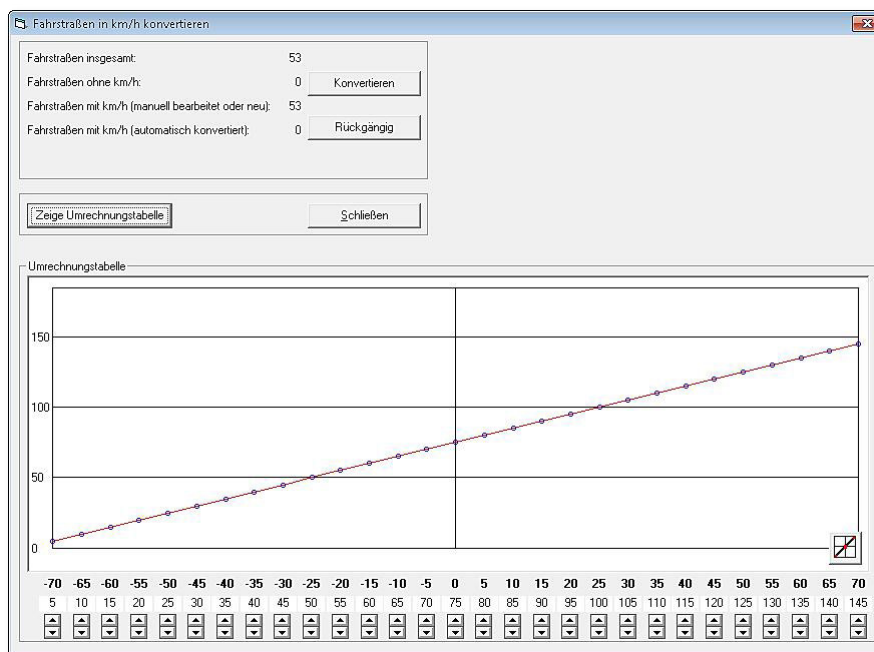 Fahrstraßen in km/h konvertieren
Fahrstraßen insgesamt: 53
Fahrstraßen ohne km/h: 0 Konvertieren
Fahrstraßen mit km/h (manuell bearbeitet oder neu): 53
Fahrstraßen mit km/h (automatisch konvertiert): 0 Rückgängig
Zeige Umrechnungstabelle Schließen
Umrechnungstabelle
150
100
50
0
-70 -65 -60 -55 -50 -45 -40 -35 -30 -25 -20 -15 -10 -5 0 5 10 15 20 25 30 35 40 45 50 55 60 65 70
5 10 15 20 25 30 35 40 45 50 55 60 65 70 75 80 85 90 95 100 105 110 115 120 125 130 135 140 145